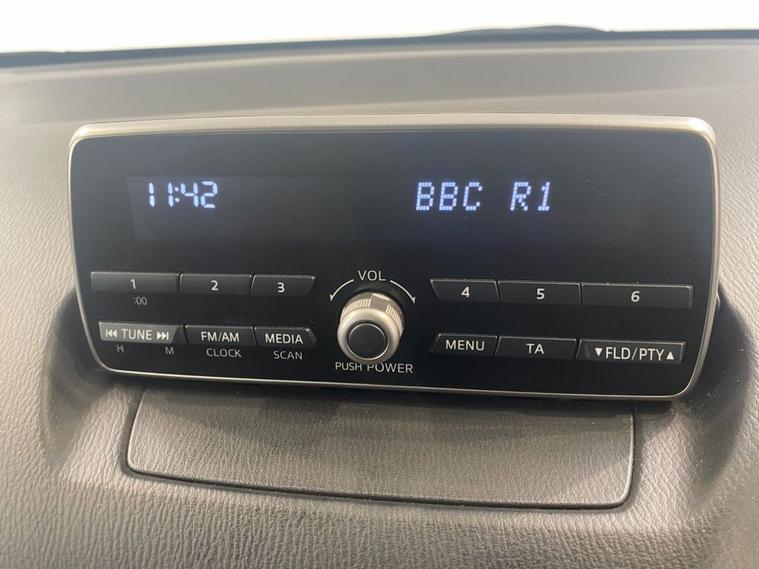 11:42 BBC R1
VOL
1 2 3 4 5 6
:00
⏮ TUNE ⏭ FM/AM MEDIA MENU TA ▼FLD/PTY▲
H M CLOCK SCAN
PUSH POWER